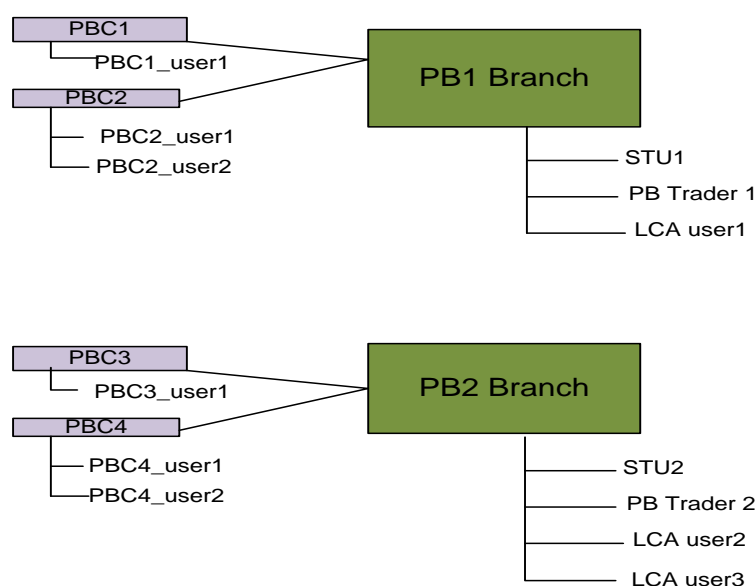 PBC1
PBC1_user1
PBC2
PBC2_user1
PBC2_user2
PB1 Branch
STU1
PB Trader 1
LCA user1
PBC3
PBC3_user1
PBC4
PBC4_user1
PBC4_user2
PB2 Branch
STU2
PB Trader 2
LCA user2
LCA user3